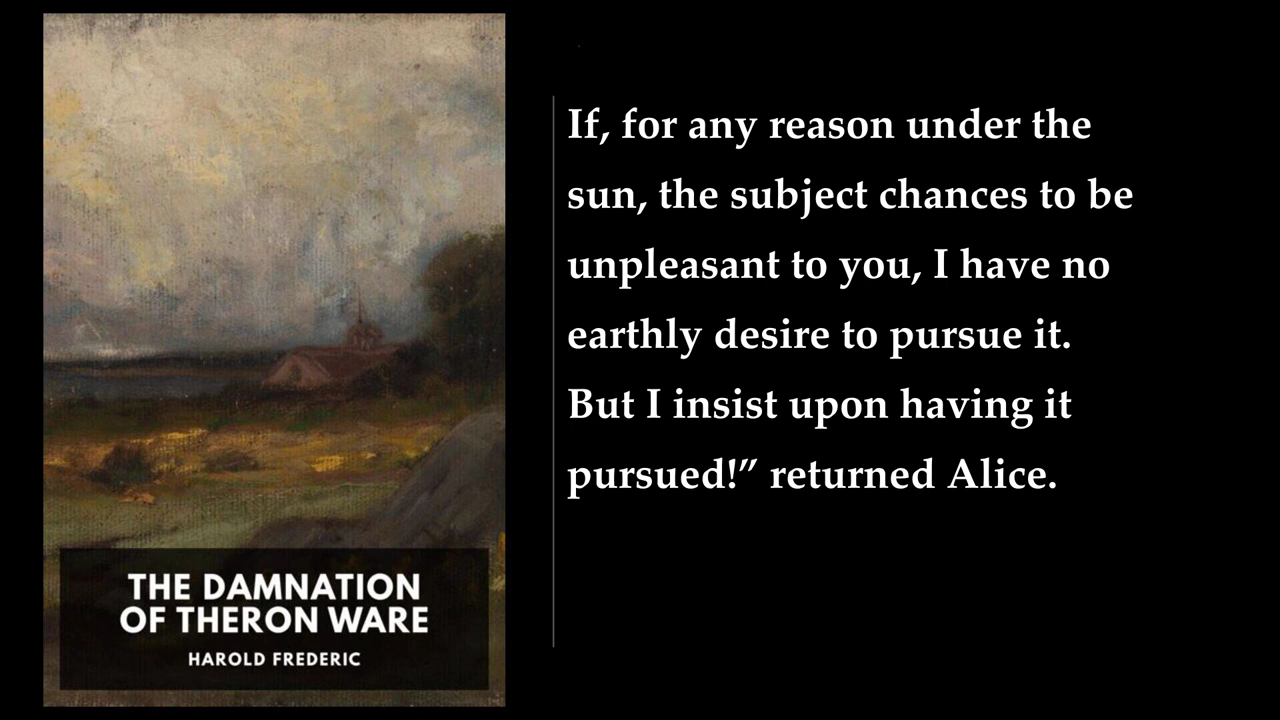 If, for any reason under the
sun, the subject chances to be
unpleasant to you, I have no
earthly desire to pursue it.
But I insist upon having it
pursued!” returned Alice.
THE DAMNATION
OF THERON WARE
HAROLD FREDERIC